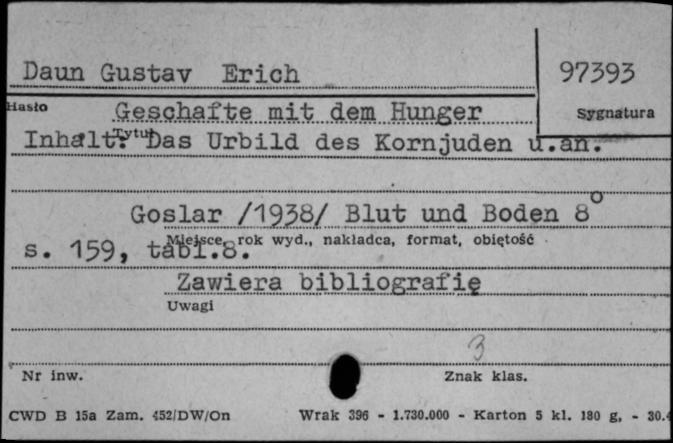 Daun Gustav Erich
97393
Hasło
Geschafte mit dem Hunger
Sygnatura
Tytuł
Inhalt: Das Urbild des Kornjuden u.an.
Goslar /1938/ Blut und Boden 8°
Miejsce, rok wyd., nakładca, format, objętość
s. 159, tabl.8.
Zawiera bibliografię
Uwagi
3
Nr inw.
Znak klas.
CWD B 15a Zam. 452/DW/On Wrak 396 - 1.730.000 - Karton 5 kl. 180 g, - 30.4